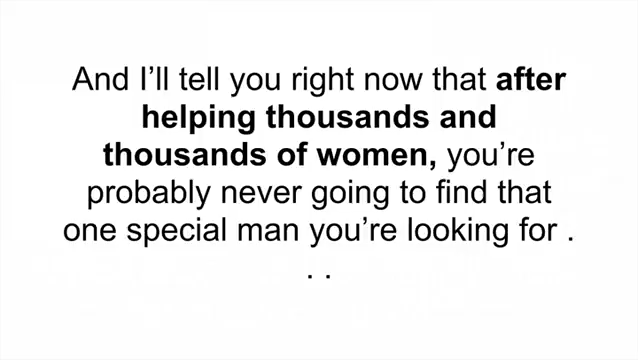 And I’ll tell you right now that after
helping thousands and
thousands of women, you’re
probably never going to find that
one special man you’re looking for .
. .